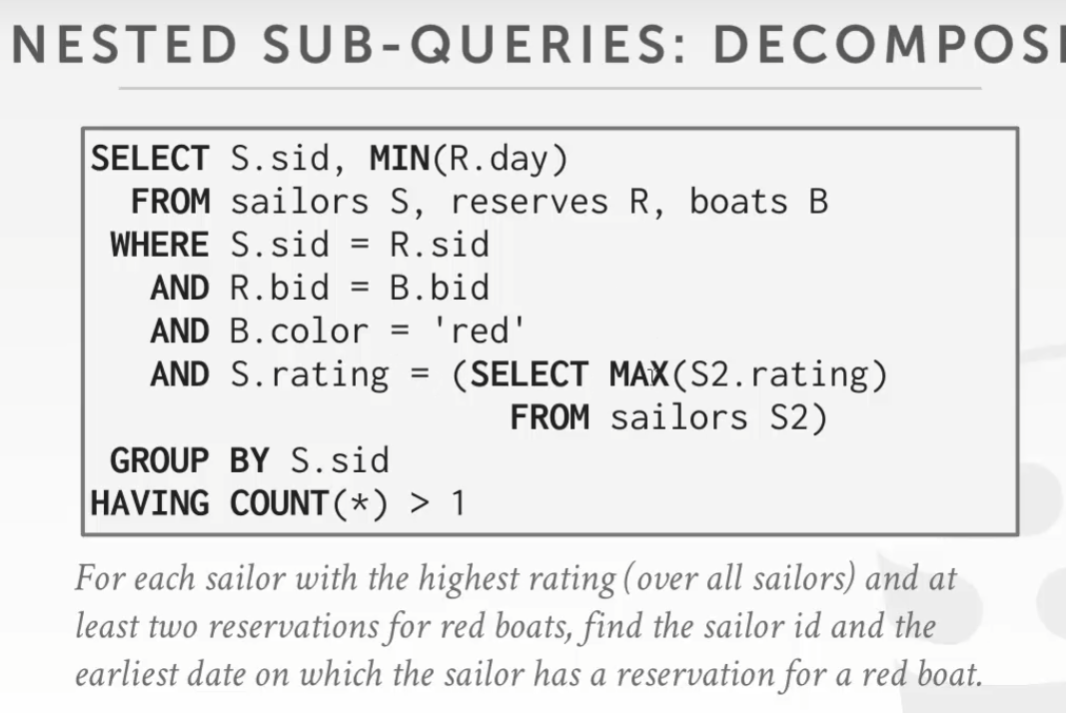 NESTED SUB-QUERIES: DECOMPOS
SELECT S.sid, MIN(R.day)
FROM sailors S, reserves R, boats B
WHERE S.sid = R.sid
AND R.bid = B.bid
AND B.color = 'red'
AND S.rating = (SELECT MAX(S2.rating)
FROM sailors S2)
GROUP BY S.sid
HAVING COUNT(*) > 1
For each sailor with the highest rating (over all sailors) and at
least two reservations for red boats, find the sailor id and the
earliest date on which the sailor has a reservation for a red boat.